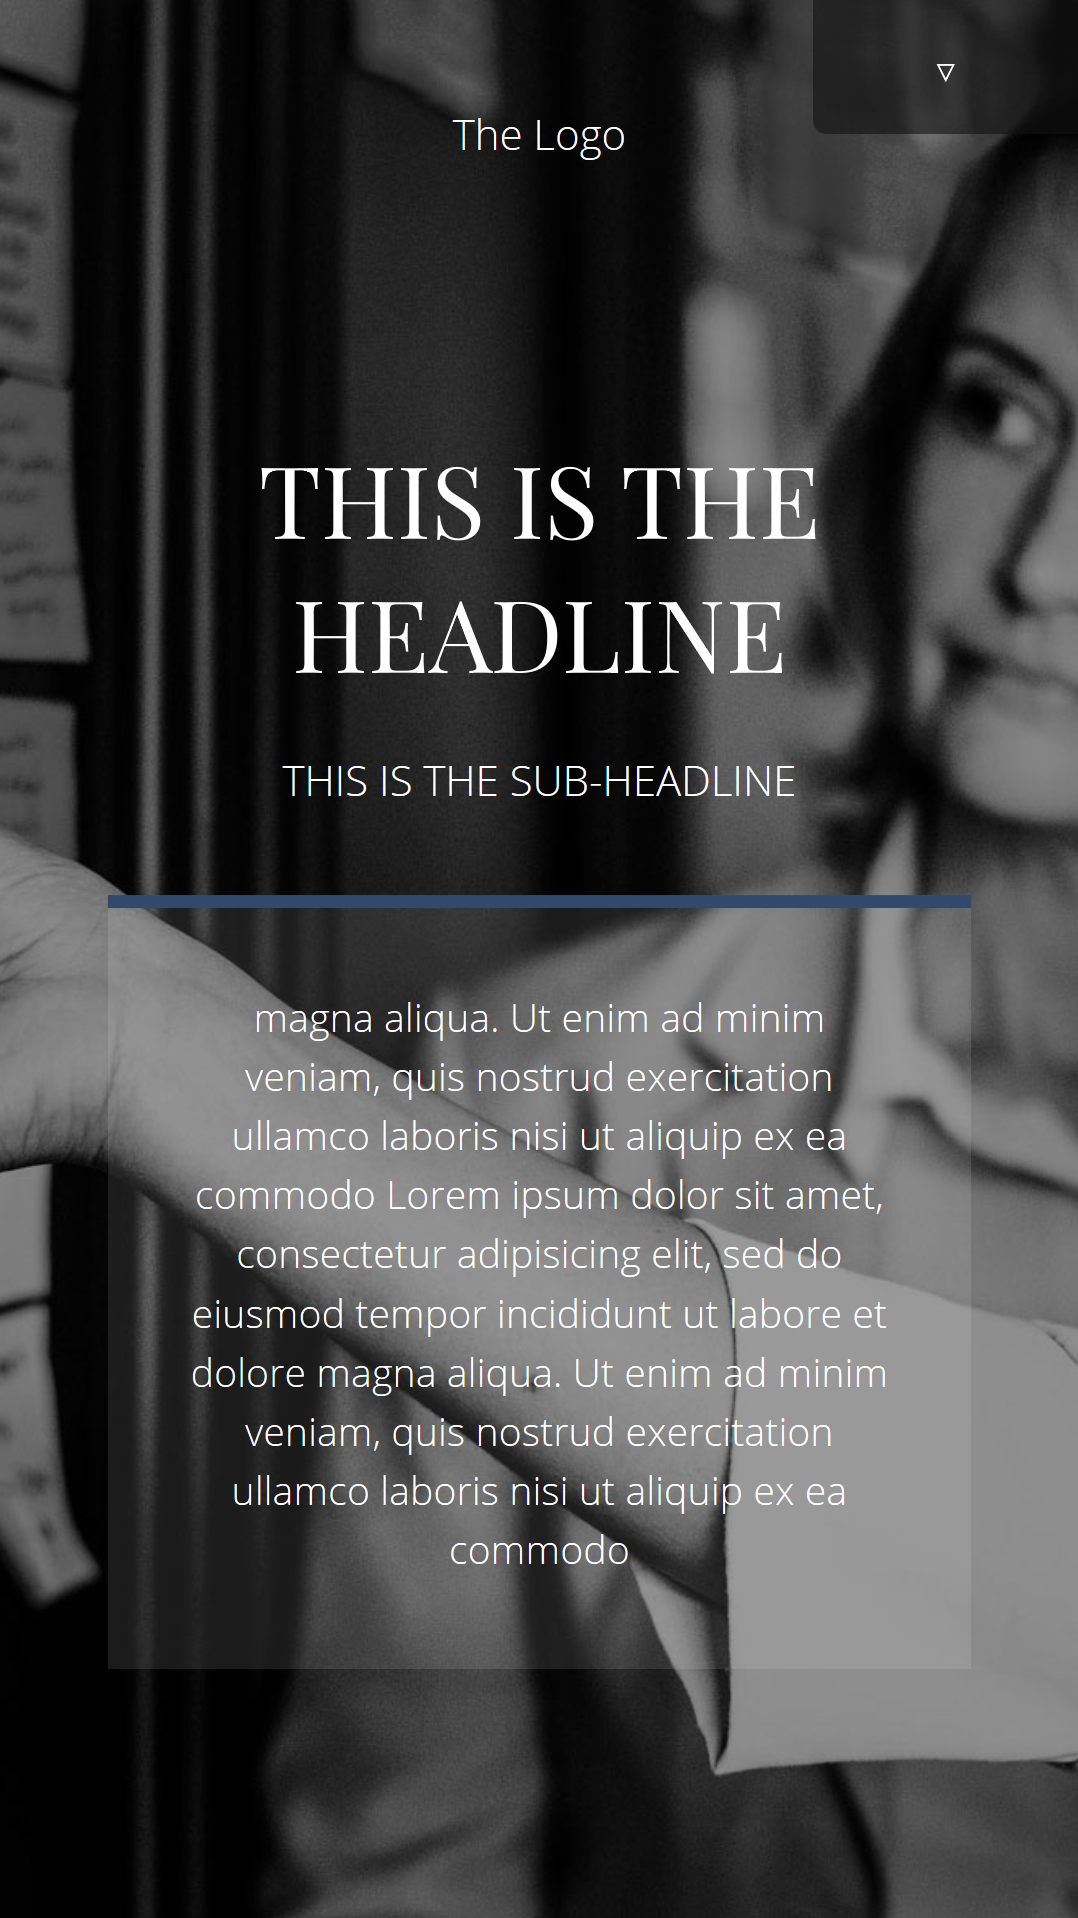 The Logo
THIS IS THE
HEADLINE
THIS IS THE SUB-HEADLINE
magna aliqua. Ut enim ad minim
veniam, quis nostrud exercitation
ullamco laboris nisi ut aliquip ex ea
commodo Lorem ipsum dolor sit amet,
consectetur adipisicing elit, sed do
eiusmod tempor incididunt ut labore et
dolore magna aliqua. Ut enim ad minim
veniam, quis nostrud exercitation
ullamco laboris nisi ut aliquip ex ea
commodo